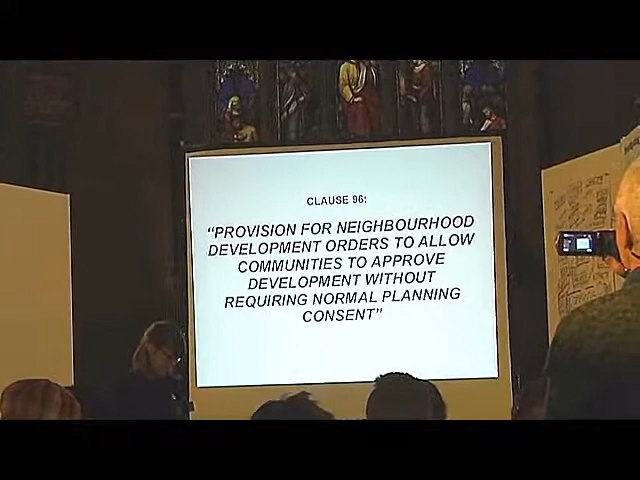 CLAUSE 96:
“PROVISION FOR NEIGHBOURHOOD
DEVELOPMENT ORDERS TO ALLOW
COMMUNITIES TO APPROVE
DEVELOPMENT WITHOUT
REQUIRING NORMAL PLANNING
CONSENT”